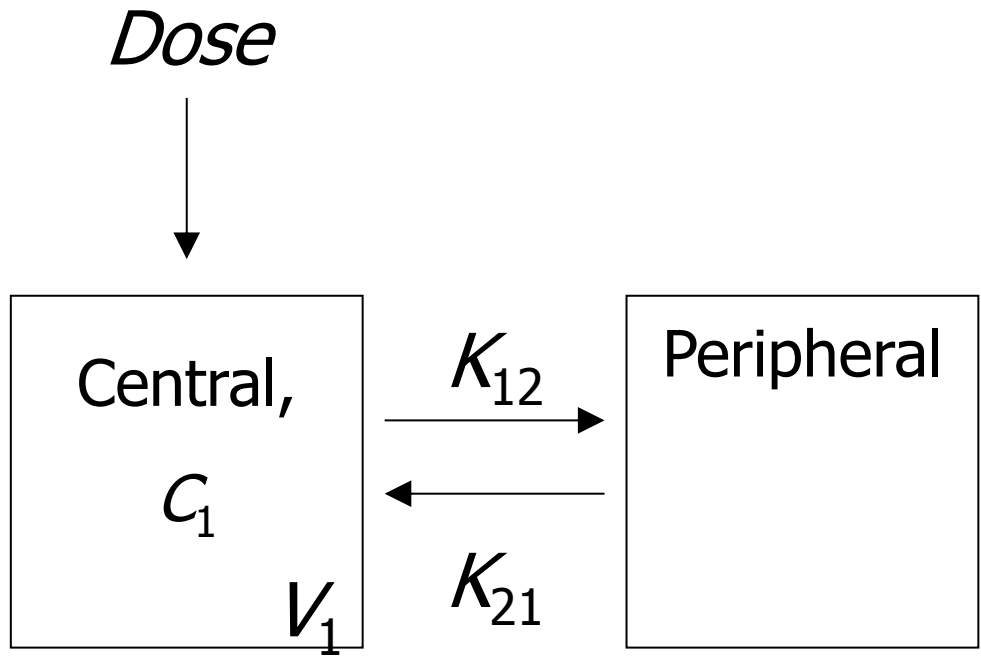 Dose
Central,
C₁
V₁
K₁₂
K₂₁
Peripheral